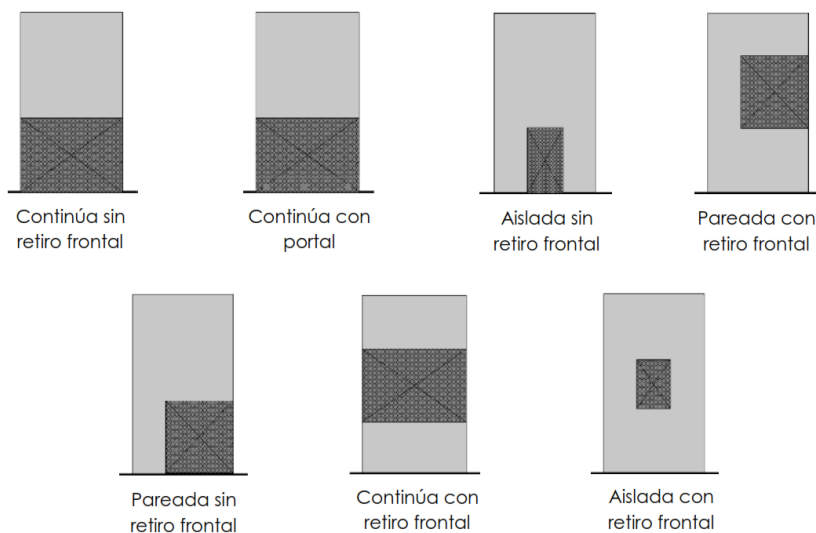 Continúa sin
retiro frontal
Continúa con
portal
Aislada sin
retiro frontal
Pareada con
retiro frontal
Pareada sin
retiro frontal
Continúa con
retiro frontal
Aislada con
retiro frontal